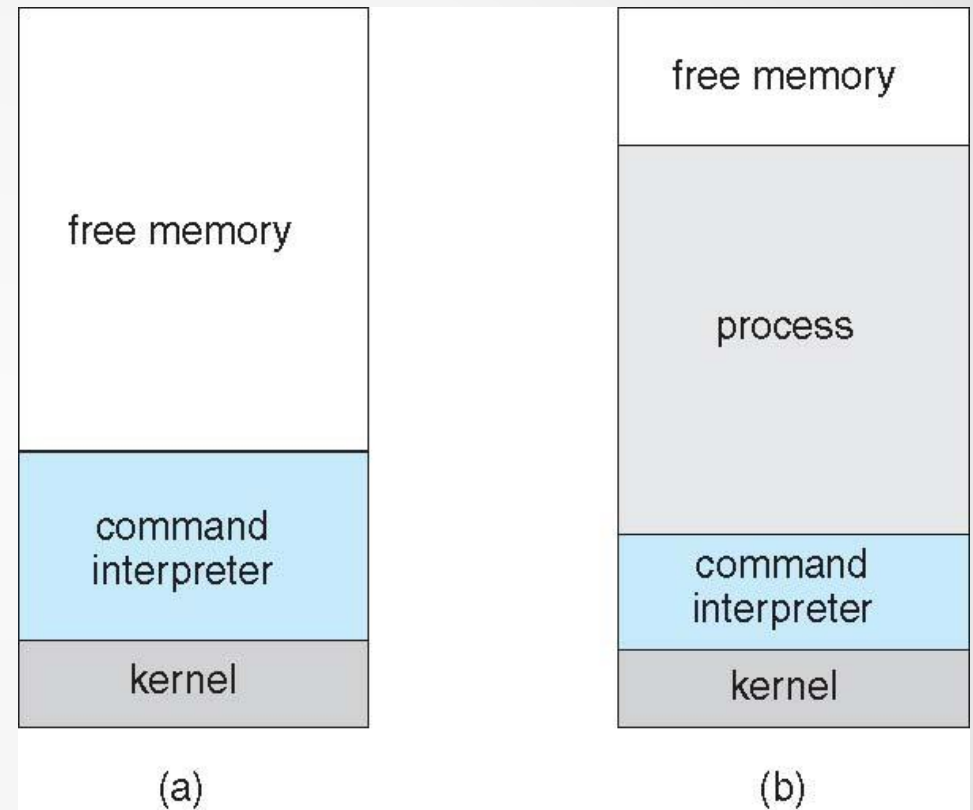 free memory
command
interpreter
kernel
(a)
free memory
process
command
interpreter
kernel
(b)